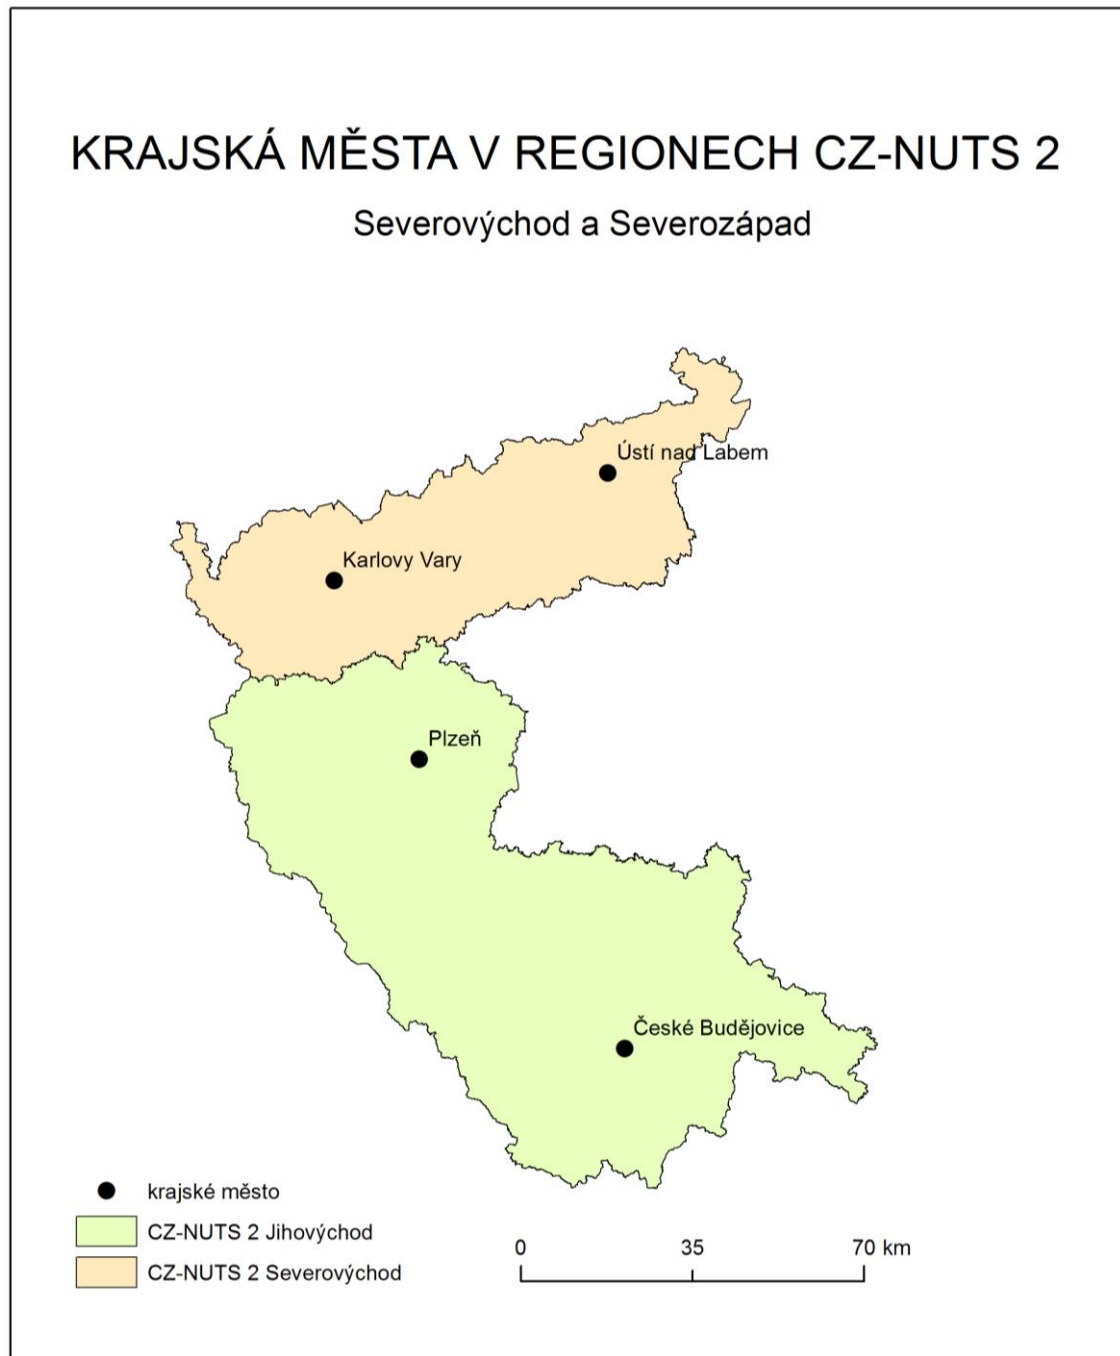 KRAJSKÁ MĚSTA V REGIONECH CZ-NUTS 2
Severovýchod a Severozápad
Ústí nad Labem
Karlovy Vary
Plzeň
České Budějovice
krajské město
CZ-NUTS 2 Jihovýchod
CZ-NUTS 2 Severovýchod
0 35 70 km